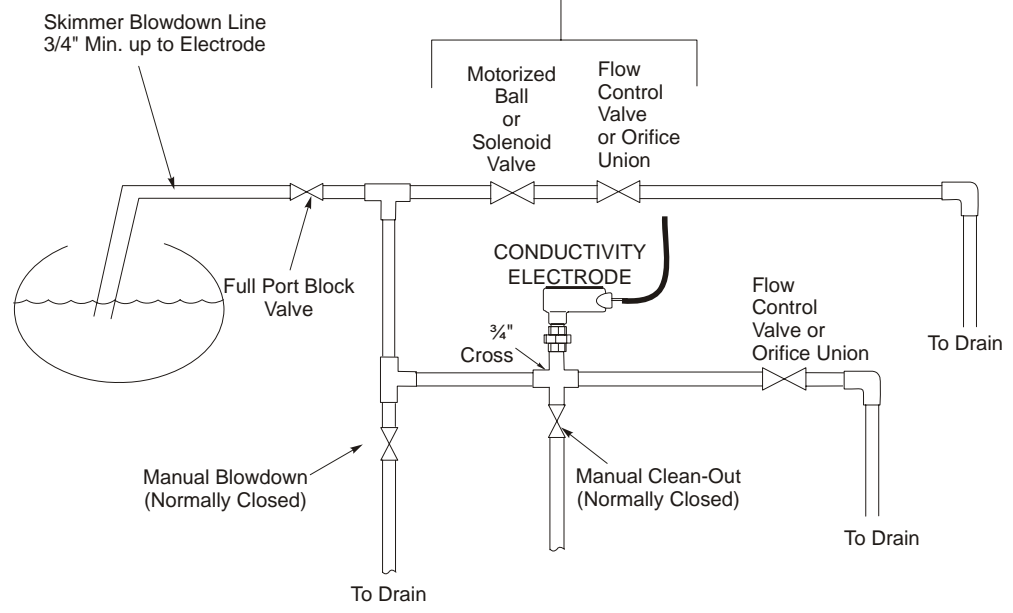 Skimmer Blowdown Line
3/4" Min. up to Electrode
Motorized
Ball
or
Solenoid
Valve
Flow
Control
Valve
or Orifice
Union
Full Port Block
Valve
CONDUCTIVITY
ELECTRODE
¾"
Cross
Flow
Control
Valve or
Orifice Union
To Drain
Manual Blowdown
(Normally Closed)
Manual Clean-Out
(Normally Closed)
To Drain
To Drain